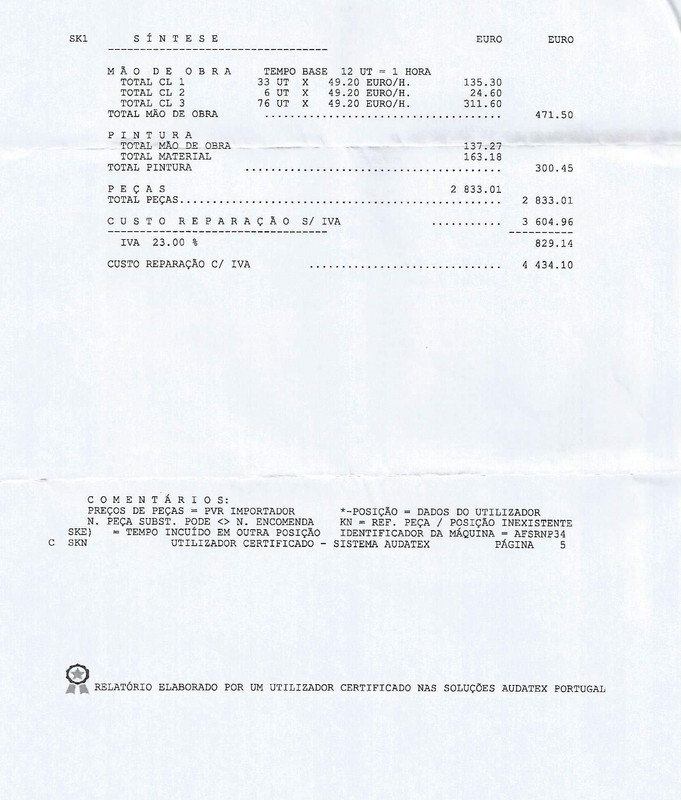 SK1 S Í N T E S E EURO EURO
----------------------------------
M Ã O D E O B R A TEMPO BASE 12 UT = 1 HORA
TOTAL CL 1 33 UT X 49.20 EURO/H. 135.30
TOTAL CL 2 6 UT X 49.20 EURO/H. 24.60
TOTAL CL 3 76 UT X 49.20 EURO/H. 311.60
TOTAL MÃO DE OBRA ..................................... 471.50
P I N T U R A
TOTAL MÃO DE OBRA 137.27
TOTAL MATERIAL 163.18
TOTAL PINTURA ........................................ 300.45
P E Ç A S 2 833.01
TOTAL PEÇAS.................................................. 2 833.01
C U S T O R E P A R A Ç Ã O S/ IVA ........... 3 604.96
---------------------------------- ----------
IVA 23.00 % 829.14
CUSTO REPARAÇÃO C/ IVA .............................. 4 434.10
C O M E N T Á R I O S:
PREÇOS DE PEÇAS = PVR IMPORTADOR *-POSIÇÃO = DADOS DO UTILIZADOR
N. PEÇA SUBST. PODE <> N. ENCOMENDA KN = REF. PEÇA / POSIÇÃO INEXISTENTE
SKE) = TEMPO INCUÍDO EM OUTRA POSIÇÃO IDENTIFICADOR DA MÁQUINA = AFSRNP34
C SKN UTILIZADOR CERTIFICADO - SISTEMA AUDATEX PÁGINA 5
RELATÓRIO ELABORADO POR UM UTILIZADOR CERTIFICADO NAS SOLUÇÕES AUDATEX PORTUGAL